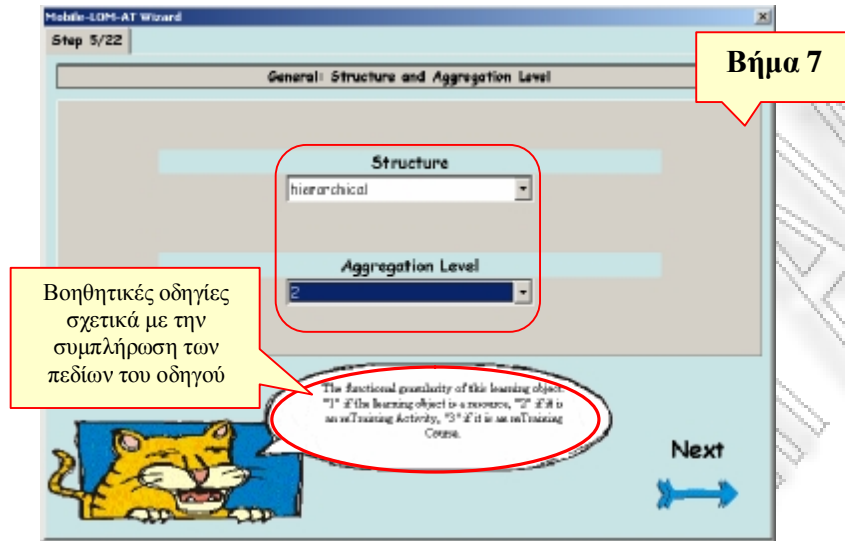 Mobile-LOM-AT Wizard
Step 5/22
Βήμα 7
General: Structure and Aggregation Level
Structure
hierarchical
Aggregation Level
2
Βοηθητικές οδηγίες
σχετικά με την
συμπλήρωση των
πεδίων του οδηγού
The functional granularity of this learning object.
"1" if the learning object is a resource, "2" if it is
an mTraining Activity, "3" if it is an mTraining
Course.
Next